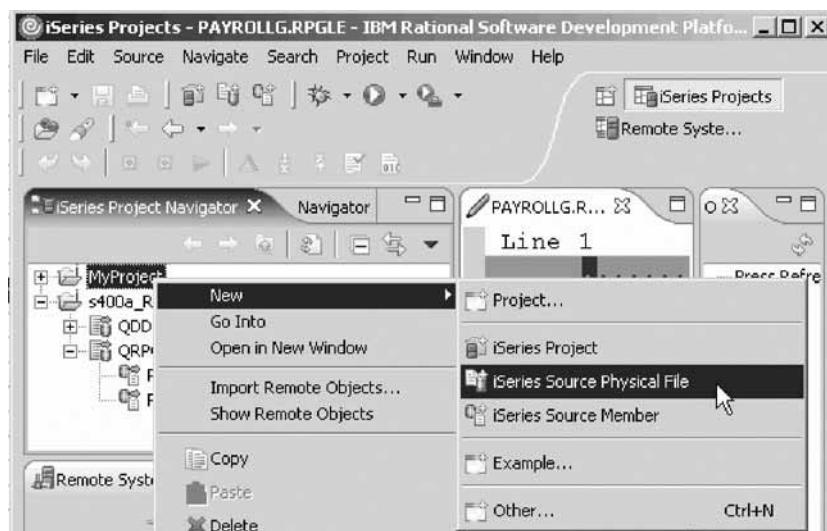 iSeries Projects - PAYROLLG.RPGLE - IBM Rational Software Development Platfo...
File Edit Source Navigate Search Project Run Window Help
iSeries Projects
Remote Syste...
iSeries Project Navigator Navigator
PAYROLLG.R...
Line 1
MyProject
s400a_R
QDD
QRP
New
Go Into
Open in New Window
Import Remote Objects...
Show Remote Objects
Copy
Paste
Delete
Project...
iSeries Project
iSeries Source Physical File
iSeries Source Member
Example...
Other... Ctrl+N
Press Refre
Remote Syst